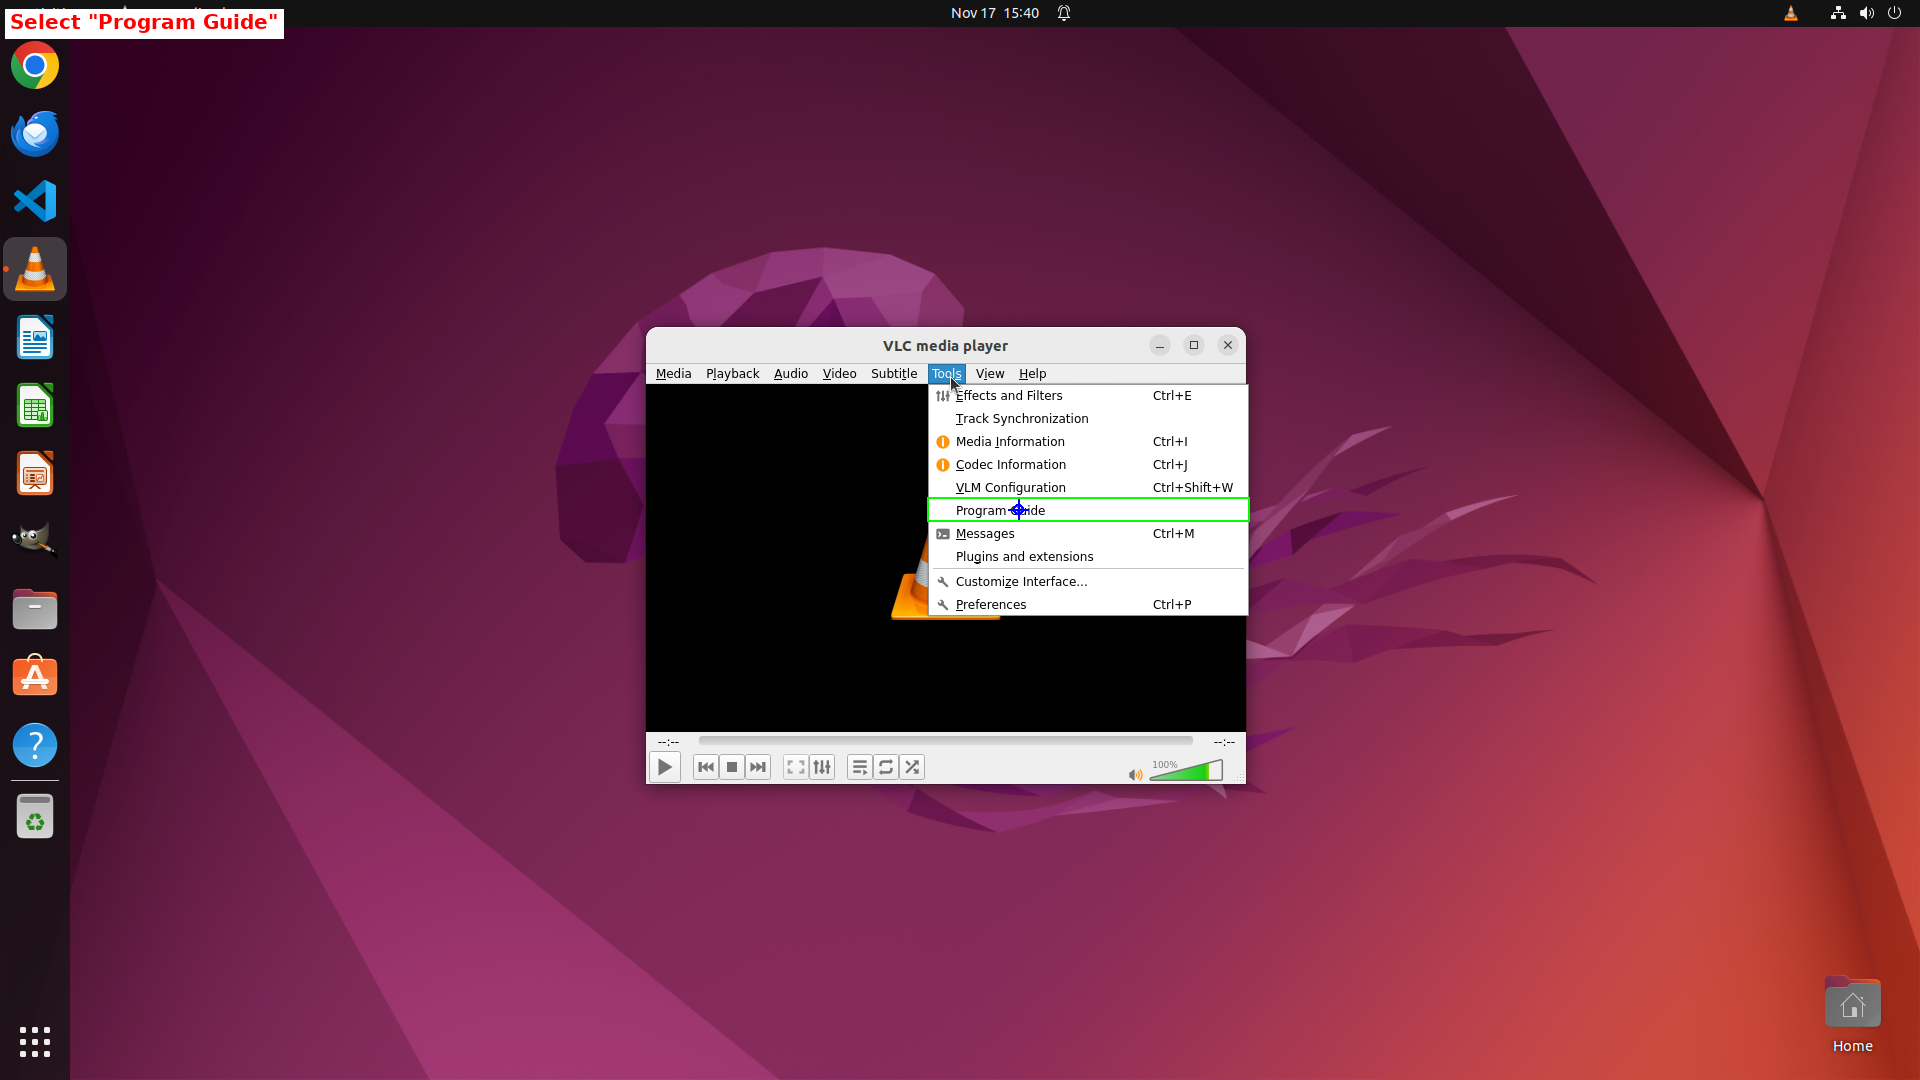 Select "Program Guide"
Nov 17 15:40
VLC media player
Media Playback Audio Video Subtitle Tools View Help
Effects and Filters Ctrl+E
Track Synchronization
Media Information Ctrl+I
Codec Information Ctrl+J
VLM Configuration Ctrl+Shift+W
Program Guide
Messages Ctrl+M
Plugins and extensions
Customize Interface...
Preferences Ctrl+P
--:-- --:--
100%
Home